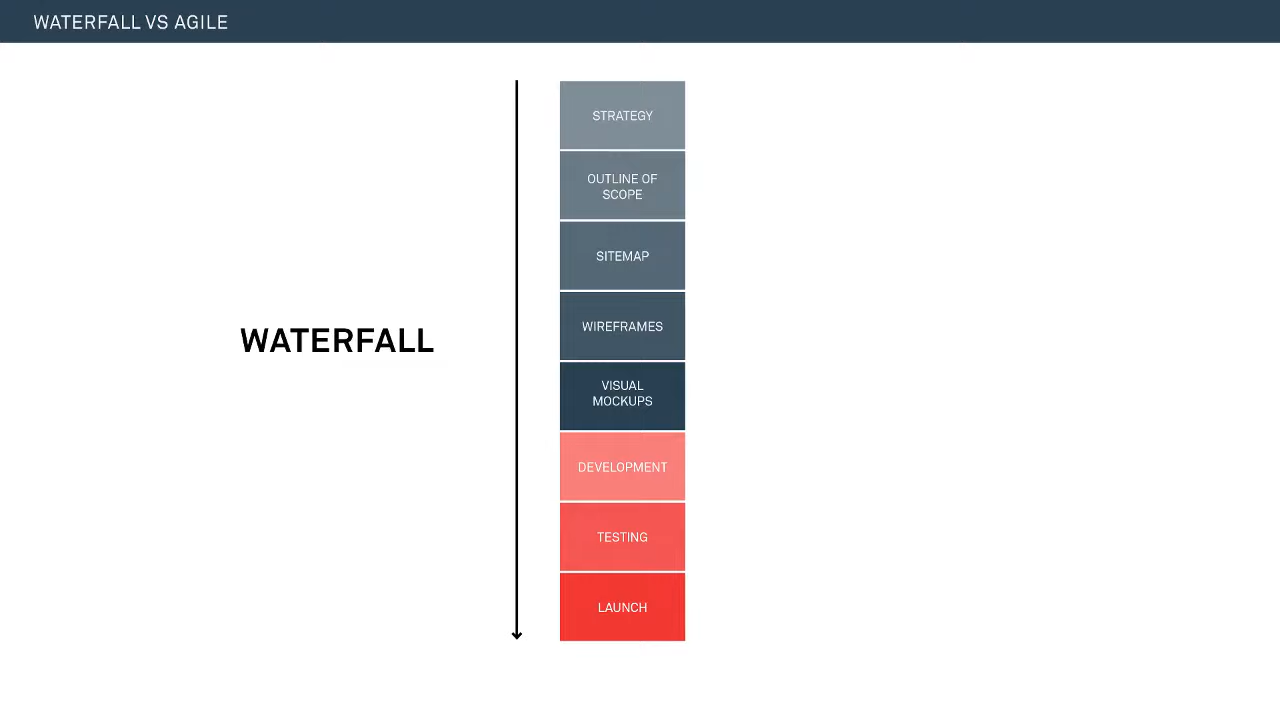 WATERFALL VS AGILE
STRATEGY
OUTLINE OF
SCOPE
SITEMAP
WIREFRAMES
WATERFALL
VISUAL
MOCKUPS
DEVELOPMENT
TESTING
LAUNCH